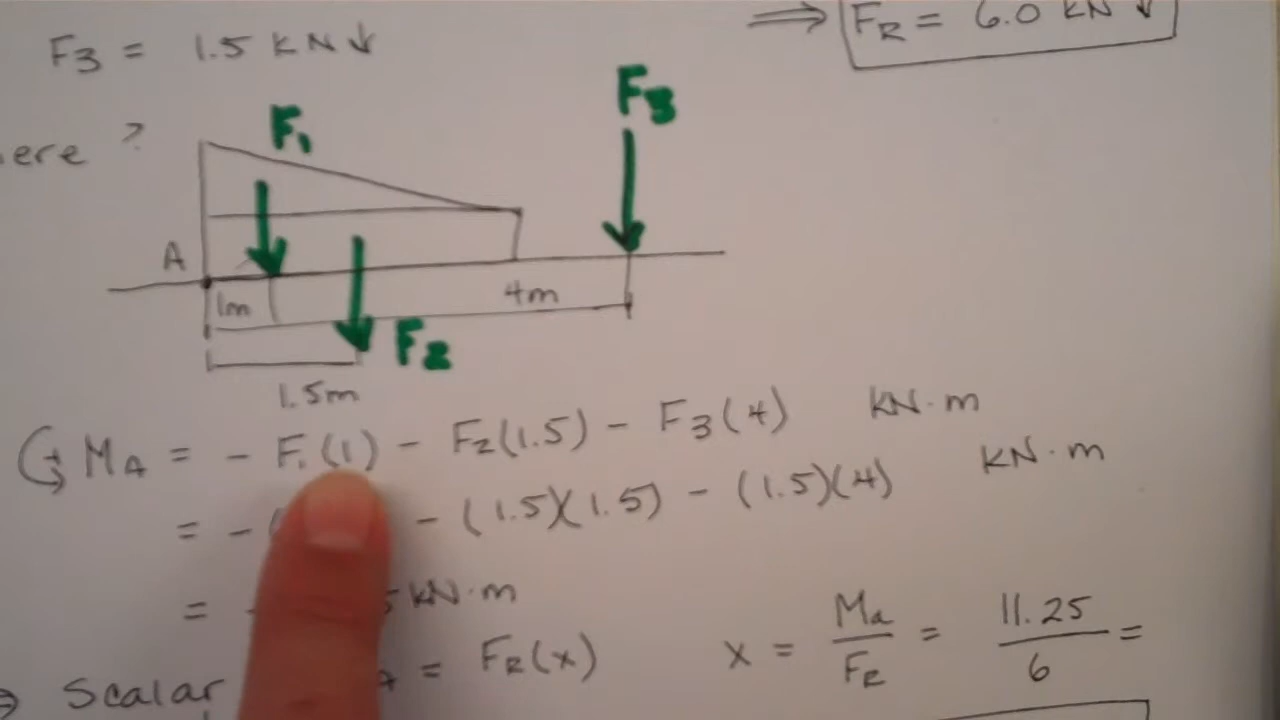 F3 = 1.5 KN↓
⇒ FR = 6.0 KN ↓
ere ?
F1
F3
A
1m
4m
F2
1.5m
MA = - F1(1) - F2(1.5) - F3(4) KN·m
= - ( - (1.5)(1.5) - (1.5)(4) KN·m
= - 5 KN·m
⇒ Scalar A = FR(x) x = Ma/FR = 11.25/6 =